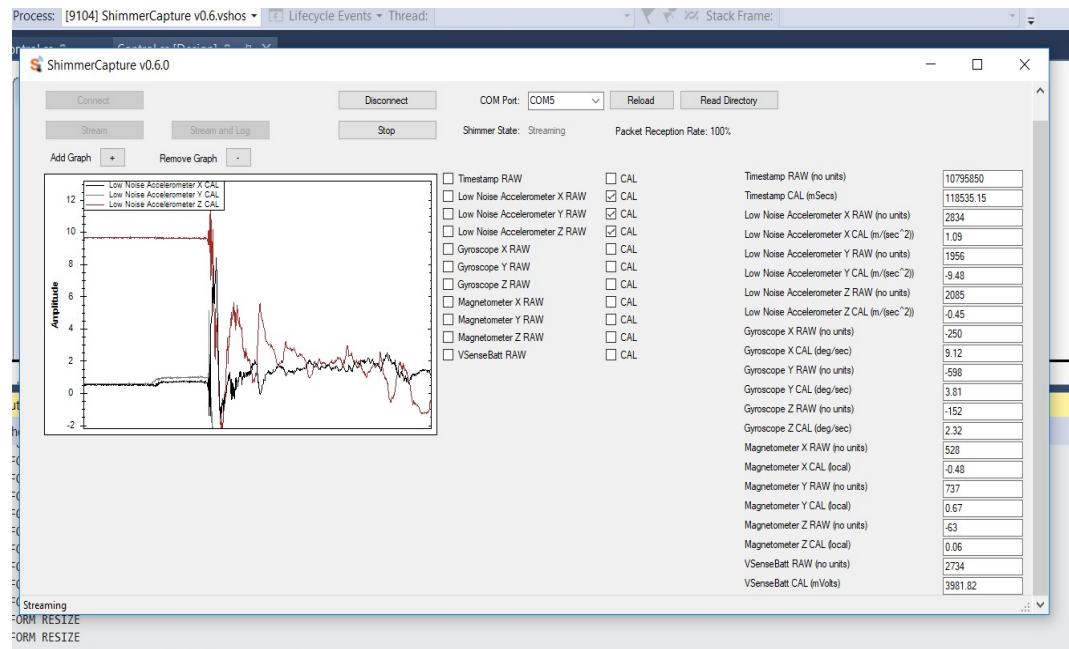 Process: [9104] ShimmerCapture v0.6.vshos Lifecycle Events Thread: Stack Frame:
ShimmerCapture v0.6.0
Connect Disconnect COM Port: COM5 Reload Read Directory
Stream Stream and Log Stop Shimmer State: Streaming Packet Reception Rate: 100%
Add Graph + Remove Graph -
Low Noise Accelerometer X CAL
Low Noise Accelerometer Y CAL
Low Noise Accelerometer Z CAL
12
10
8
6
4
2
0
-2
Amplitude
Timestamp RAW CAL
Low Noise Accelerometer X RAW CAL
Low Noise Accelerometer Y RAW CAL
Low Noise Accelerometer Z RAW CAL
Gyroscope X RAW CAL
Gyroscope Y RAW CAL
Gyroscope Z RAW CAL
Magnetometer X RAW CAL
Magnetometer Y RAW CAL
Magnetometer Z RAW CAL
VSenseBatt RAW CAL
Timestamp RAW (no units) 10795850
Timestamp CAL (mSecs) 118535.15
Low Noise Accelerometer X RAW (no units) 2834
Low Noise Accelerometer X CAL (m/(sec^2)) 1.09
Low Noise Accelerometer Y RAW (no units) 1956
Low Noise Accelerometer Y CAL (m/(sec^2)) -9.48
Low Noise Accelerometer Z RAW (no units) 2085
Low Noise Accelerometer Z CAL (m/(sec^2)) -0.45
Gyroscope X RAW (no units) -250
Gyroscope X CAL (deg/sec) 9.12
Gyroscope Y RAW (no units) -598
Gyroscope Y CAL (deg/sec) 3.81
Gyroscope Z RAW (no units) -152
Gyroscope Z CAL (deg/sec) 2.32
Magnetometer X RAW (no units) 528
Magnetometer X CAL (local) -0.48
Magnetometer Y RAW (no units) 737
Magnetometer Y CAL (local) 0.67
Magnetometer Z RAW (no units) -63
Magnetometer Z CAL (local) 0.06
VSenseBatt RAW (no units) 2734
VSenseBatt CAL (mVolts) 3981.82
Streaming
FORM RESIZE
FORM RESIZE